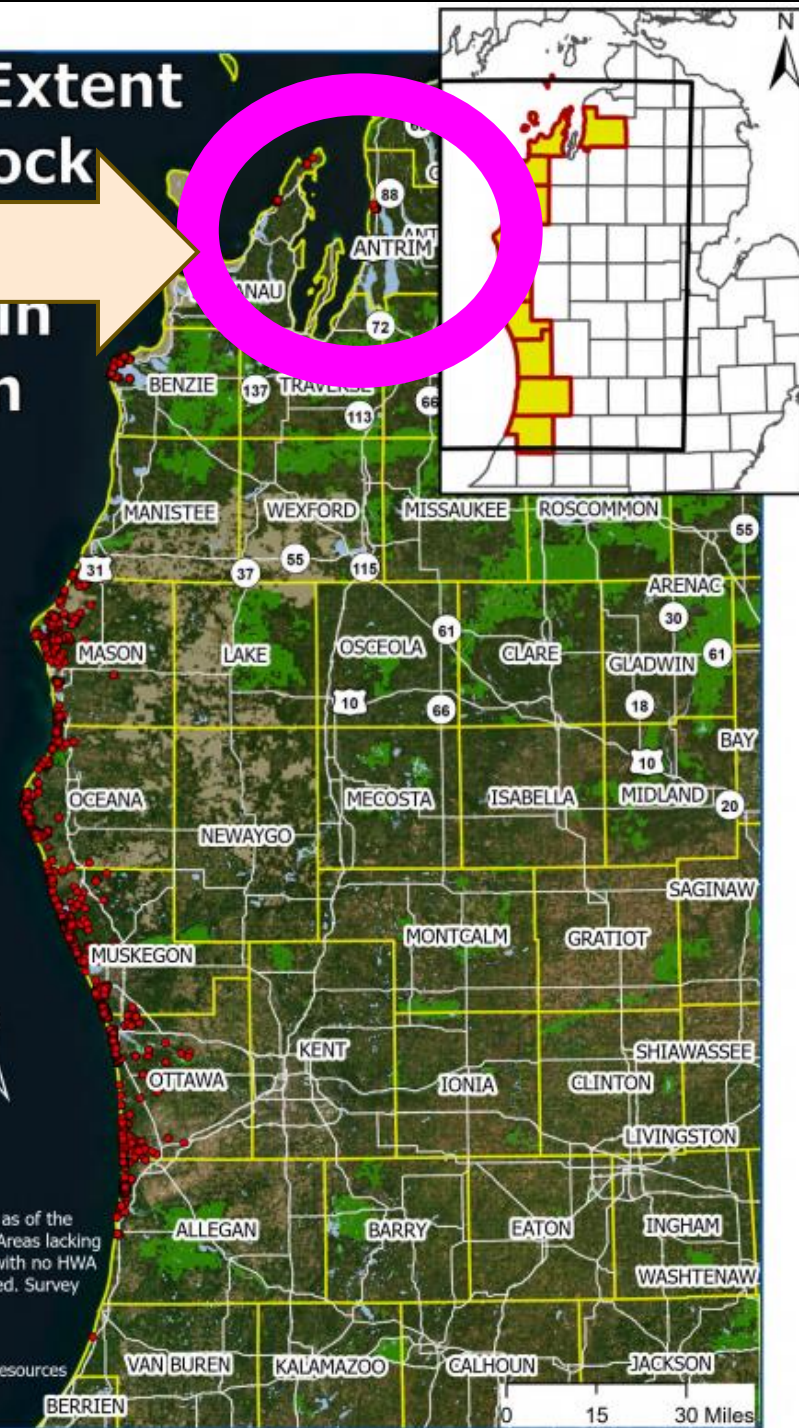 Extent
ock
in
n
N
88
ANTRIM
ANAU
72
BENZIE
137
TRAVERSE
113
66
MANISTEE
WEXFORD
MISSAUKEE
ROSCOMMON
55
31
37
55
115
ARENAC
30
61
61
MASON
LAKE
OSCEOLA
CLARE
GLADWIN
10
66
18
BAY
10
OCEANA
MECOSTA
ISABELLA
MIDLAND
20
NEWAYGO
SAGINAW
MUSKEGON
MONTCALM
GRATIOT
KENT
SHIAWASSEE
OTTAWA
IONIA
CLINTON
LIVINGSTON
as of the
Areas lacking
with no HWA
ed. Survey
ALLEGAN
BARRY
EATON
INGHAM
WASHTENAW
esources
VAN BUREN
KALAMAZOO
CALHOUN
JACKSON
BERRIEN
0 15 30 Miles